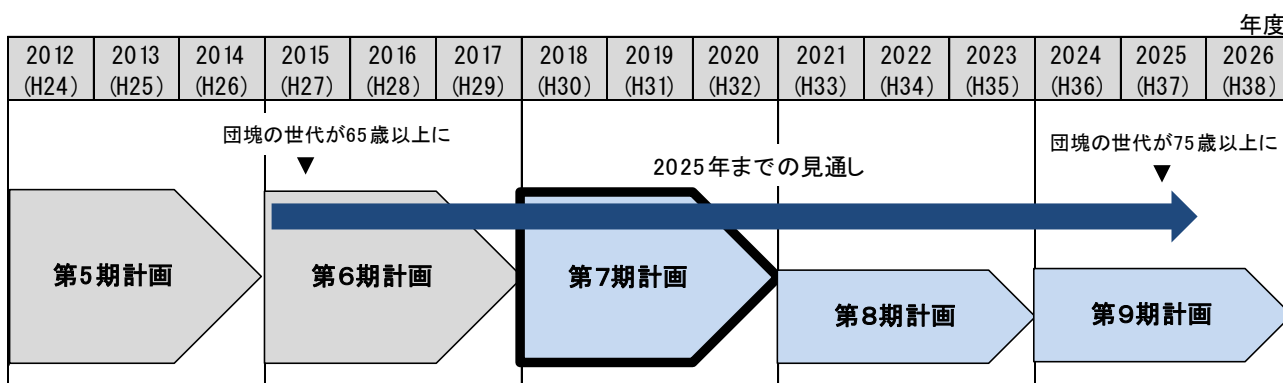 年度
2012 2013 2014 2015 2016 2017 2018 2019 2020 2021 2022 2023 2024 2025 2026
(H24) (H25) (H26) (H27) (H28) (H29) (H30) (H31) (H32) (H33) (H34) (H35) (H36) (H37) (H38)
団塊の世代が65歳以上に
団塊の世代が75歳以上に
▼
▼
2025年までの見通し
第5期計画
第6期計画
第7期計画
第8期計画
第9期計画